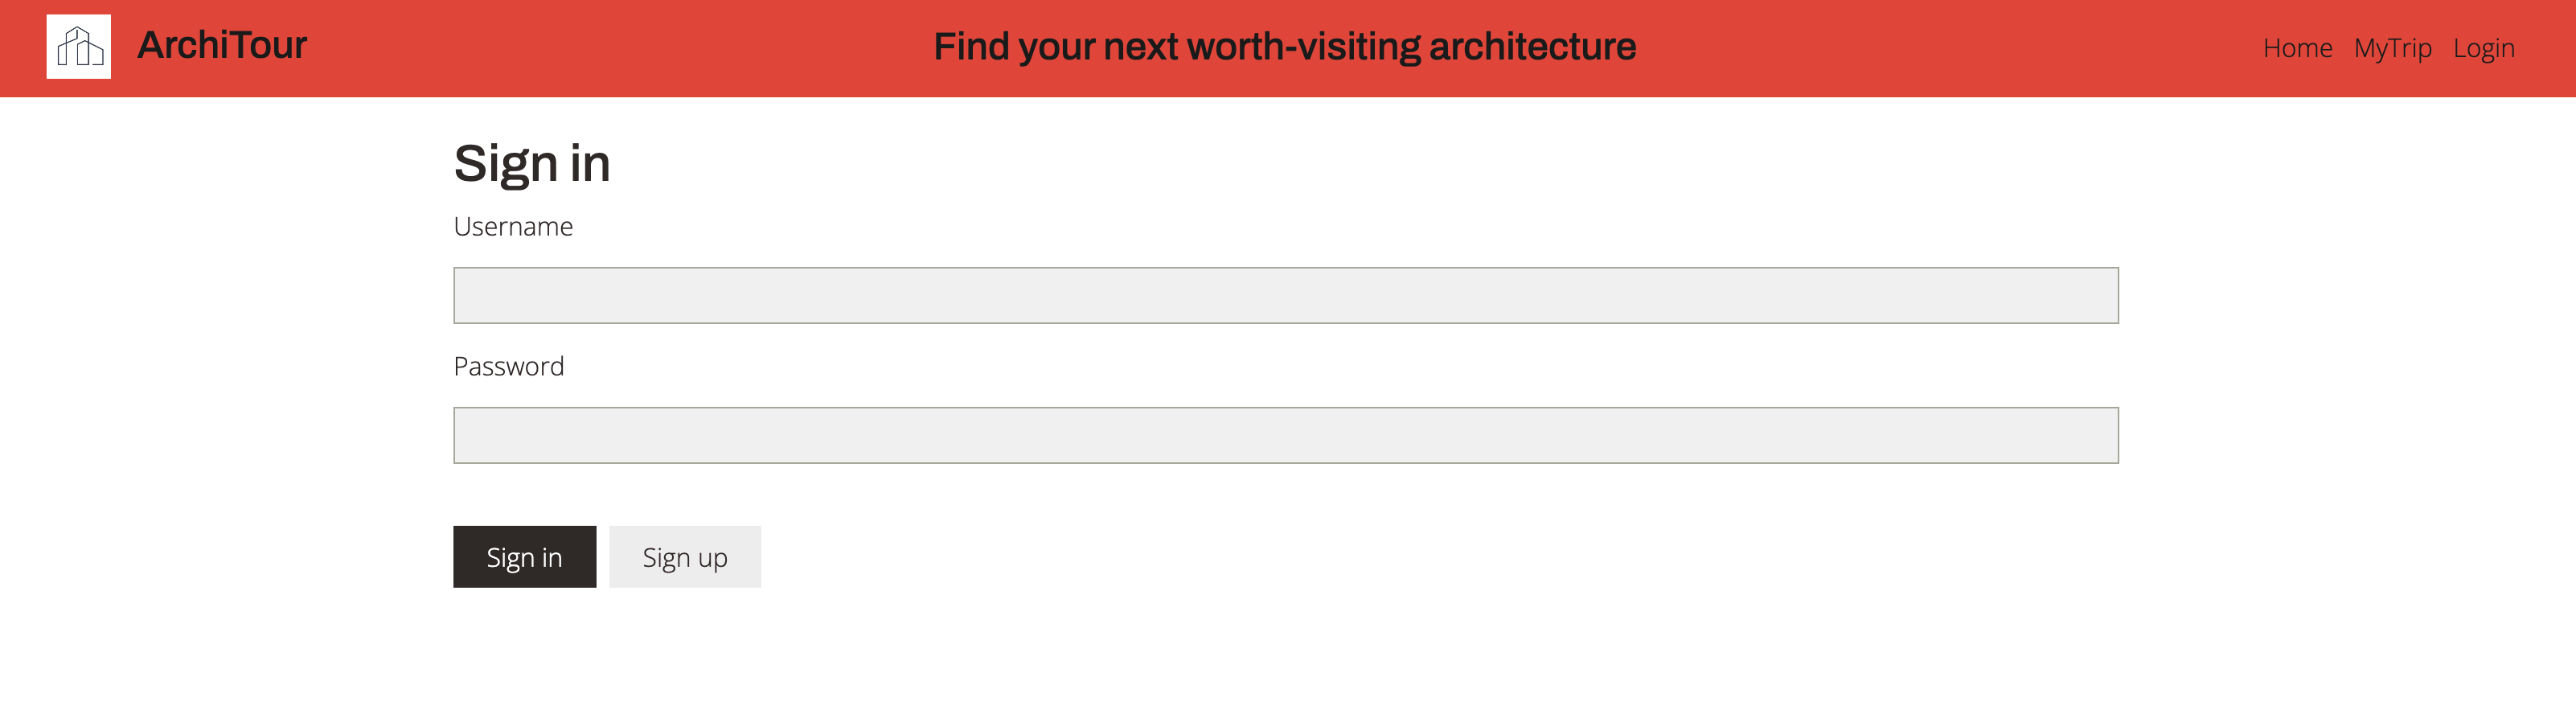 ArchiTour
Find your next worth-visiting architecture
Home MyTrip Login
Sign in
Username
Password
Sign in
Sign up